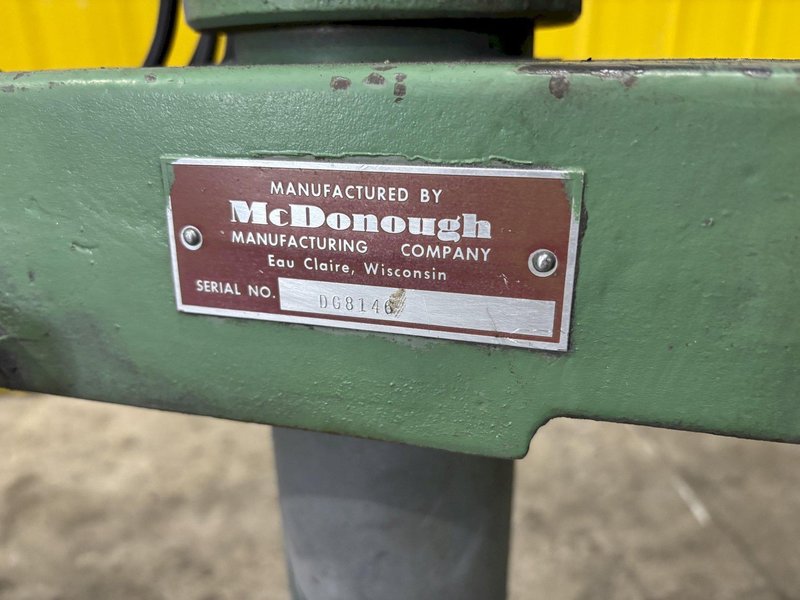 MANUFACTURED BY
McDonough
MANUFACTURING COMPANY
Eau Claire, Wisconsin
SERIAL NO. DG8146